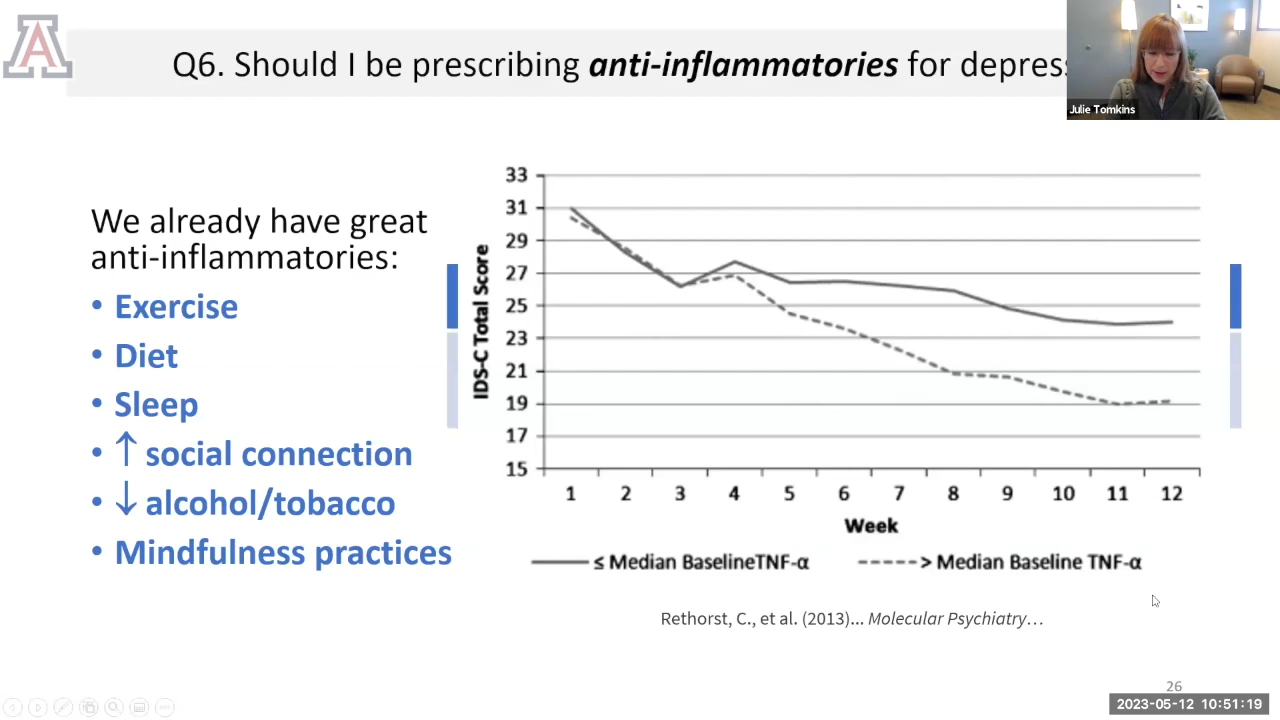 A
Q6. Should I be prescribing anti-inflammatories for depres
Julie Tomkins
We already have great
anti-inflammatories:
• Exercise
• Diet
• Sleep
• ↑ social connection
• ↓ alcohol/tobacco
• Mindfulness practices
IDS-C Total Score
33
31
29
27
25
23
21
19
17
15
1 2 3 4 5 6 7 8 9 10 11 12
Week
≤ Median BaselineTNF-α
> Median Baseline TNF-α
Rethorst, C., et al. (2013)... Molecular Psychiatry…
26
2023-05-12 10:51:19